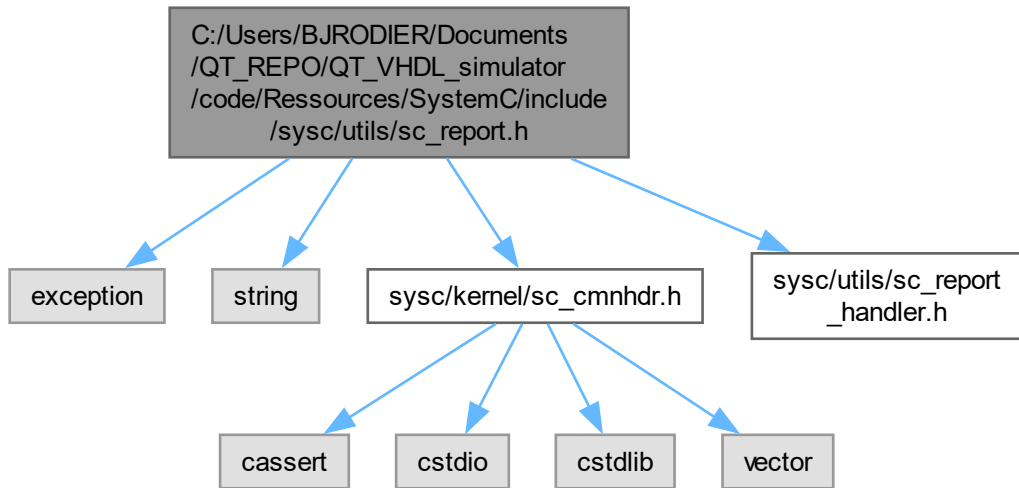 C:/Users/BJRODIER/Documents
/QT_REPO/QT_VHDL_simulator
/code/Ressources/SystemC/include
/sysc/utils/sc_report.h
exception
string
sysc/kernel/sc_cmnhdr.h
sysc/utils/sc_report
_handler.h
cassert
cstdio
cstdlib
vector